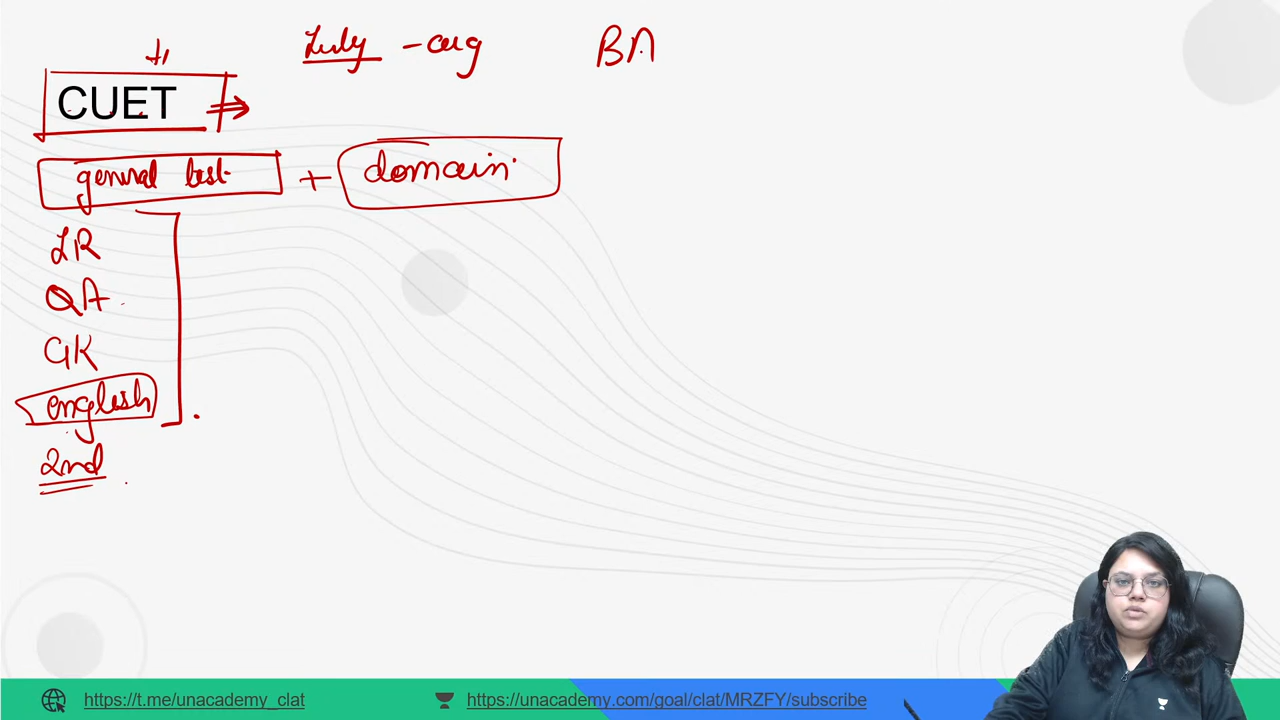 July - aug BA
CUET
general test + domain
LR
QA
GK
english
2nd
https://t.me/unacademy_clat https://unacademy.com/goal/clat/MRZFY/subscribe